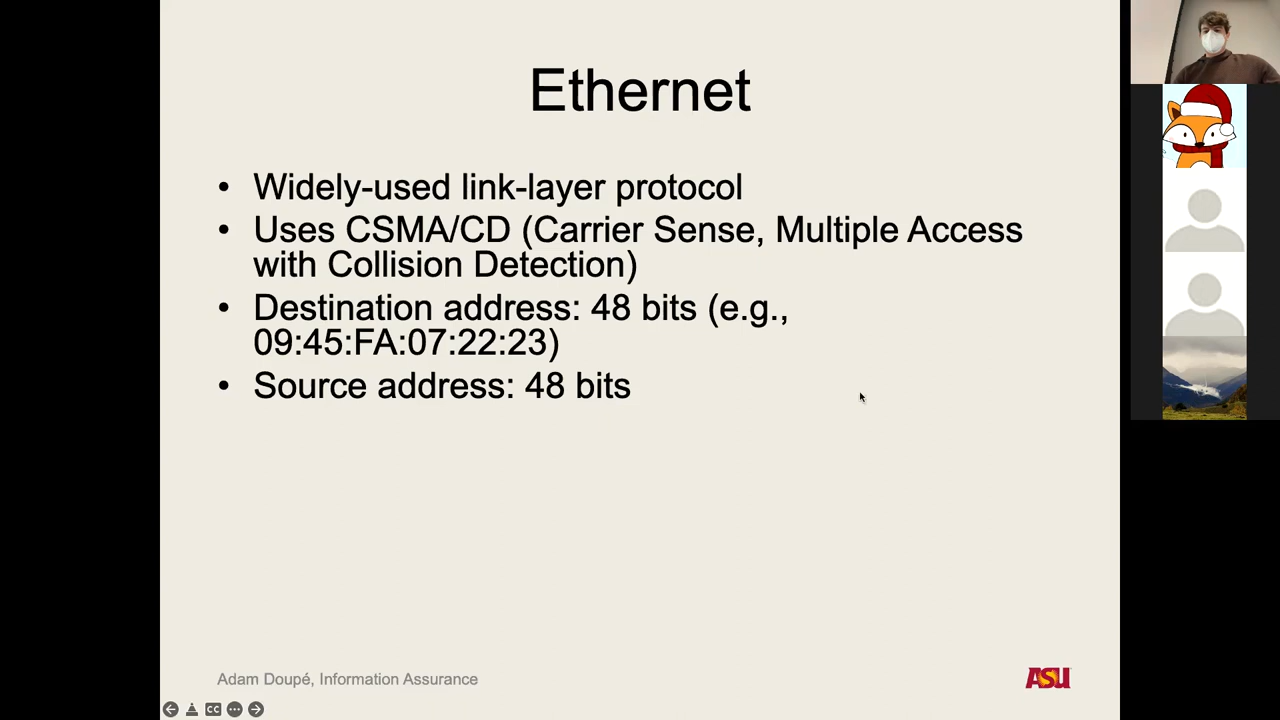 Ethernet
• Widely-used link-layer protocol
• Uses CSMA/CD (Carrier Sense, Multiple Access
with Collision Detection)
• Destination address: 48 bits (e.g.,
09:45:FA:07:22:23)
• Source address: 48 bits
Adam Doupé, Information Assurance
ASU
CC